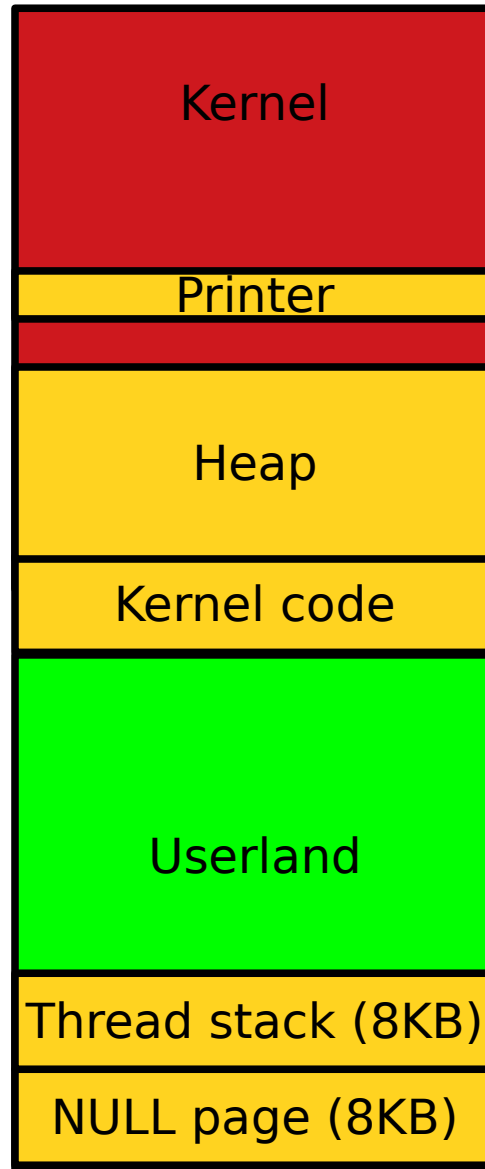 Kernel
Printer
Heap
Kernel code
Userland
Thread stack (8KB)
NULL page (8KB)